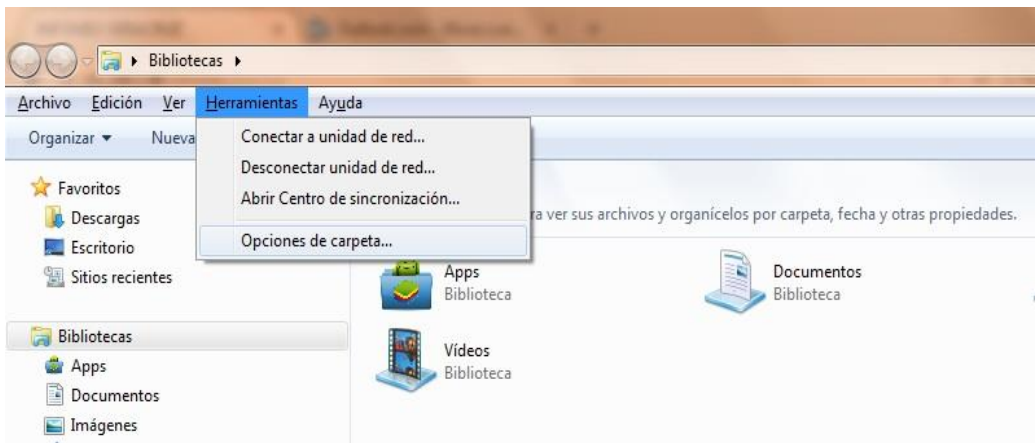 Bibliotecas
Archivo Edición Ver Herramientas Ayuda
Organizar Nueva
Conectar a unidad de red...
Desconectar unidad de red...
Abrir Centro de sincronización...
Opciones de carpeta...
ra ver sus archivos y organícelos por carpeta, fecha y otras propiedades.
Favoritos
Descargas
Escritorio
Sitios recientes
Bibliotecas
Apps
Documentos
Imágenes
Apps
Biblioteca
Documentos
Biblioteca
Vídeos
Biblioteca